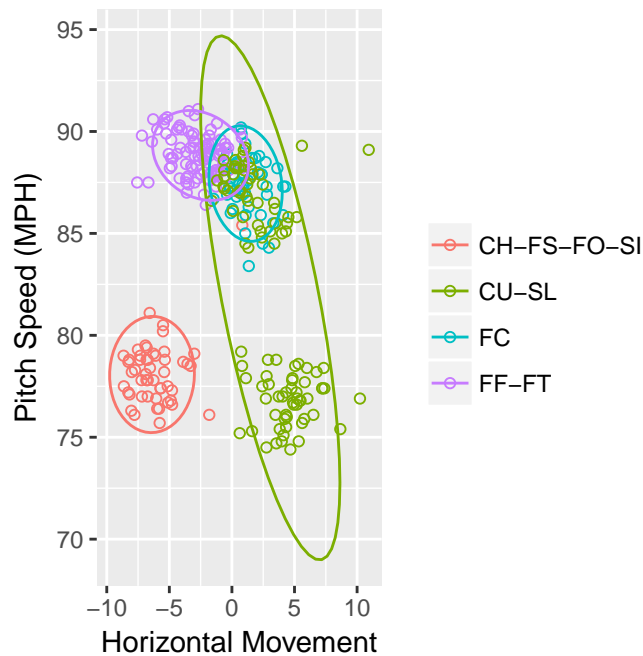 95
90
85
80
75
70
Pitch Speed (MPH)
−10 −5 0 5 10
Horizontal Movement
CH−FS−FO−SI
CU−SL
FC
FF−FT